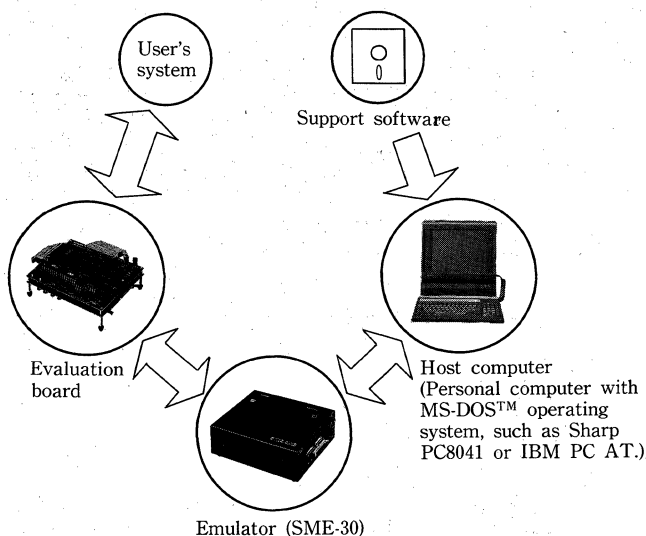 User's
system
Support software
Evaluation
board
Host computer
(Personal computer with
MS-DOS™ operating
system, such as Sharp
PC8041 or IBM PC AT.)
Emulator (SME-30)